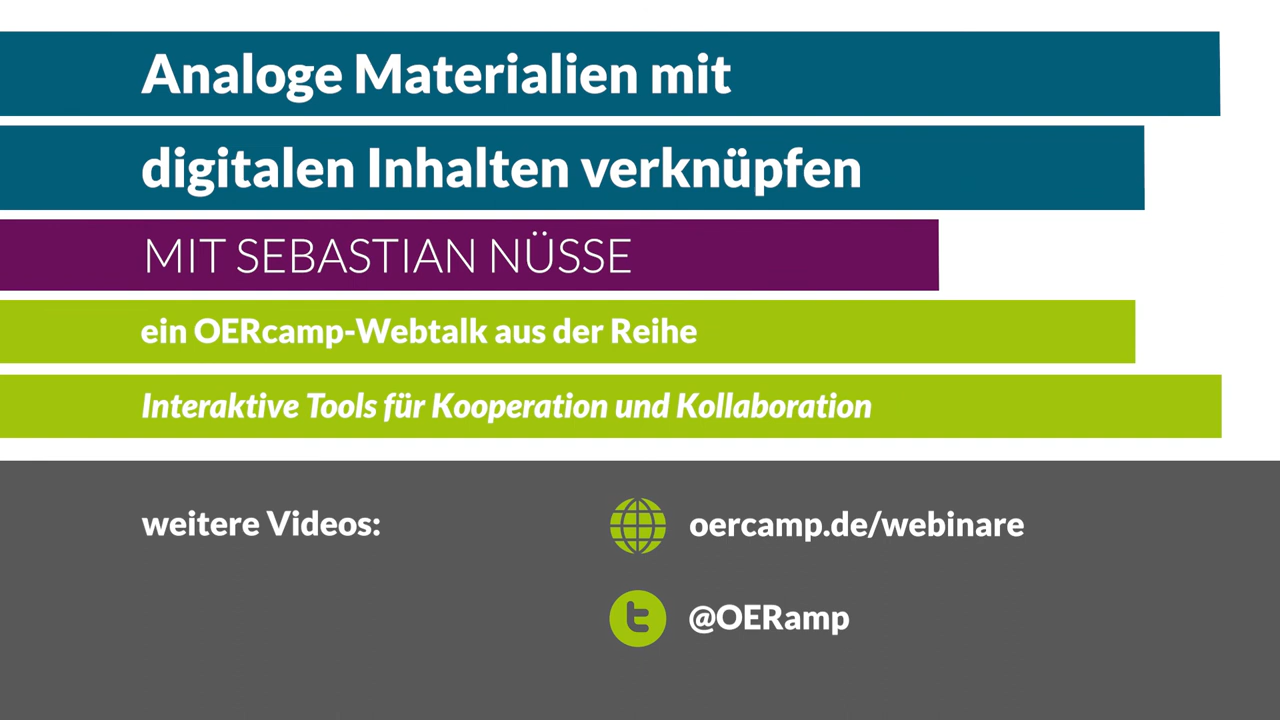 Analoge Materialien mit
digitalen Inhalten verknüpfen
MIT SEBASTIAN NÜSSE
ein OERcamp-Webtalk aus der Reihe
Interaktive Tools für Kooperation und Kollaboration
weitere Videos:
oercamp.de/webinare
@OERamp